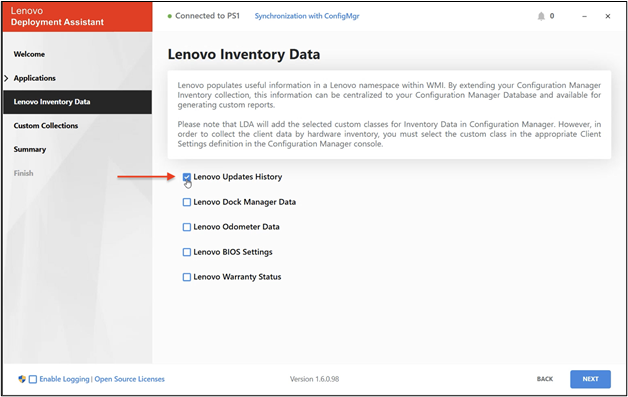 Lenovo
Deployment Assistant
Connected to PS1
Synchronization with ConfigMgr
0
Welcome
Applications
Lenovo Inventory Data
Custom Collections
Summary
Finish
Lenovo Inventory Data
Lenovo populates useful information in a Lenovo namespace within WMI. By extending your Configuration Manager
Inventory collection, this information can be centralized to your Configuration Manager Database and available for
generating custom reports.
Please note that LDA will add the selected custom classes for Inventory Data in Configuration Manager. However, in
order to collect the client data by hardware inventory, you must select the custom class in the appropriate Client
Settings definition in the Configuration Manager console.
Lenovo Updates History
Lenovo Dock Manager Data
Lenovo Odometer Data
Lenovo BIOS Settings
Lenovo Warranty Status
Enable Logging | Open Source Licenses
Version 1.6.0.98
BACK
NEXT